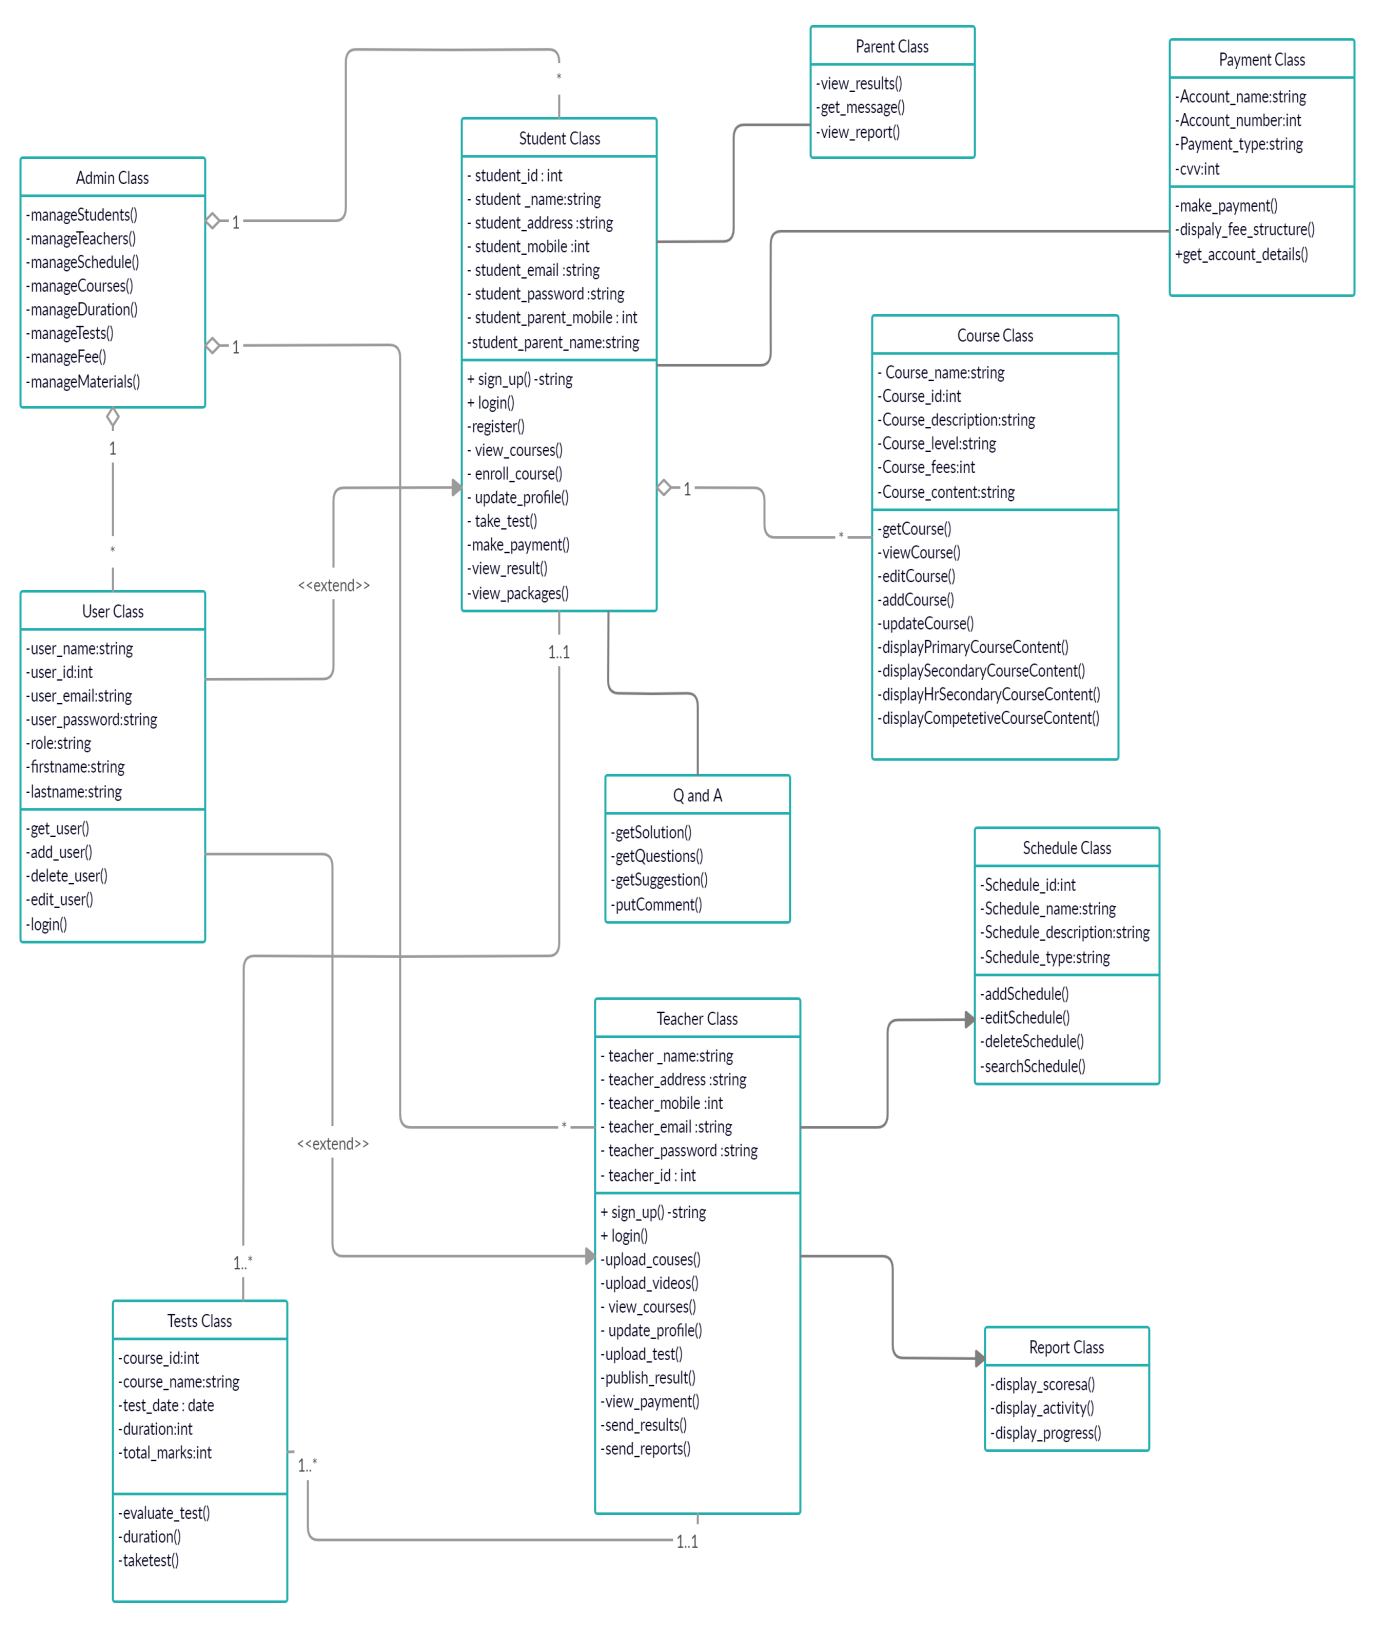 Parent Class
-view_results()
-get_message()
-view_report()
Payment Class
-Account_name:string
-Account_number:int
-Payment_type:string
-cvv:int
-make_payment()
-dispaly_fee_structure()
+get_account_details()
*
Student Class
- student_id : int
- student _name:string
- student_address :string
- student_mobile :int
- student_email :string
- student_password :string
- student_parent_mobile : int
-student_parent_name:string
+ sign_up() -string
+ login()
-register()
- view_courses()
- enroll_course()
- update_profile()
- take_test()
-make_payment()
-view_result()
-view_packages()
Admin Class
-manageStudents()
-manageTeachers()
-manageSchedule()
-manageCourses()
-manageDuration()
-manageTests()
-manageFee()
-manageMaterials()
1
1
1
*
Course Class
- Course_name:string
-Course_id:int
-Course_description:string
-Course_level:string
-Course_fees:int
-Course_content:string
-getCourse()
-viewCourse()
-editCourse()
-addCourse()
-updateCourse()
-displayPrimaryCourseContent()
-displaySecondaryCourseContent()
-displayHrSecondaryCourseContent()
-displayCompetetiveCourseContent()
1
*
<<extend>>
User Class
-user_name:string
-user_id:int
-user_email:string
-user_password:string
-role:string
-firstname:string
-lastname:string
-get_user()
-add_user()
-delete_user()
-edit_user()
-login()
1..1
Q and A
-getSolution()
-getQuestions()
-getSuggestion()
-putComment()
Schedule Class
-Schedule_id:int
-Schedule_name:string
-Schedule_description:string
-Schedule_type:string
-addSchedule()
-editSchedule()
-deleteSchedule()
-searchSchedule()
Teacher Class
- teacher _name:string
- teacher_address :string
- teacher_mobile :int
- teacher_email :string
- teacher_password :string
- teacher_id : int
+ sign_up() -string
+ login()
-upload_couses()
-upload_videos()
- view_courses()
- update_profile()
-upload_test()
-publish_result()
-view_payment()
-send_results()
-send_reports()
*
<<extend>>
1..*
Tests Class
-course_id:int
-course_name:string
-test_date : date
-duration:int
-total_marks:int
-evaluate_test()
-duration()
-taketest()
1..*
1..1
Report Class
-display_scoresa()
-display_activity()
-display_progress()